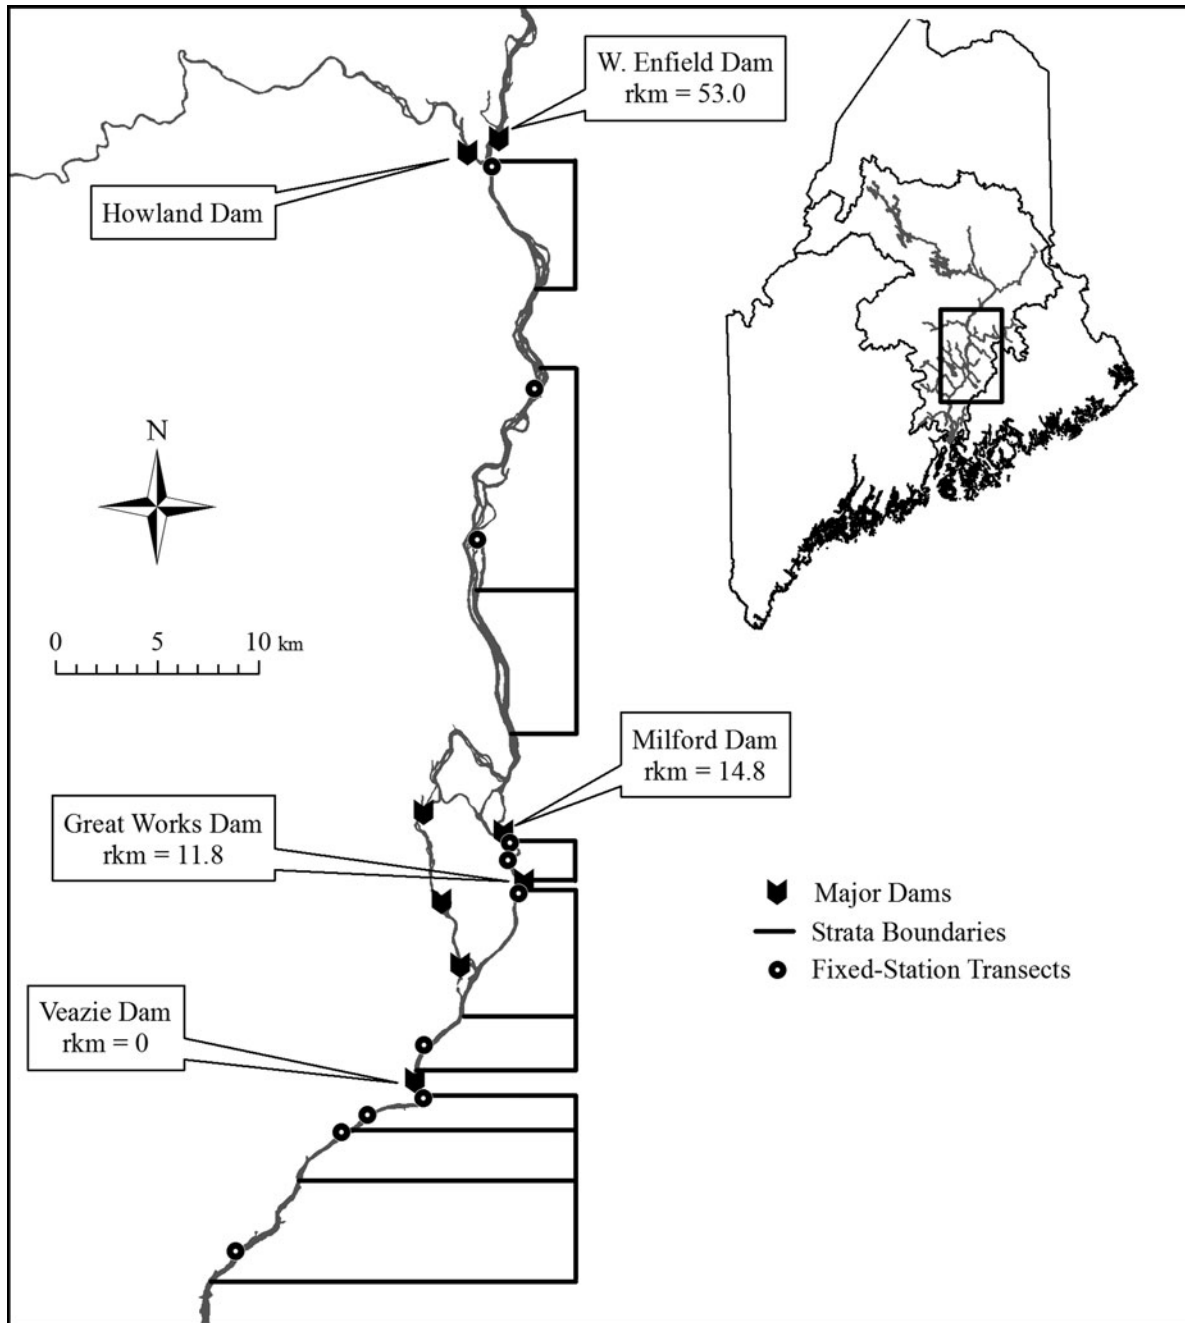 W. Enfield Dam
rkm = 53.0
Howland Dam
N
0 5 10 km
Milford Dam
rkm = 14.8
Great Works Dam
rkm = 11.8
Major Dams
Strata Boundaries
Fixed-Station Transects
Veazie Dam
rkm = 0